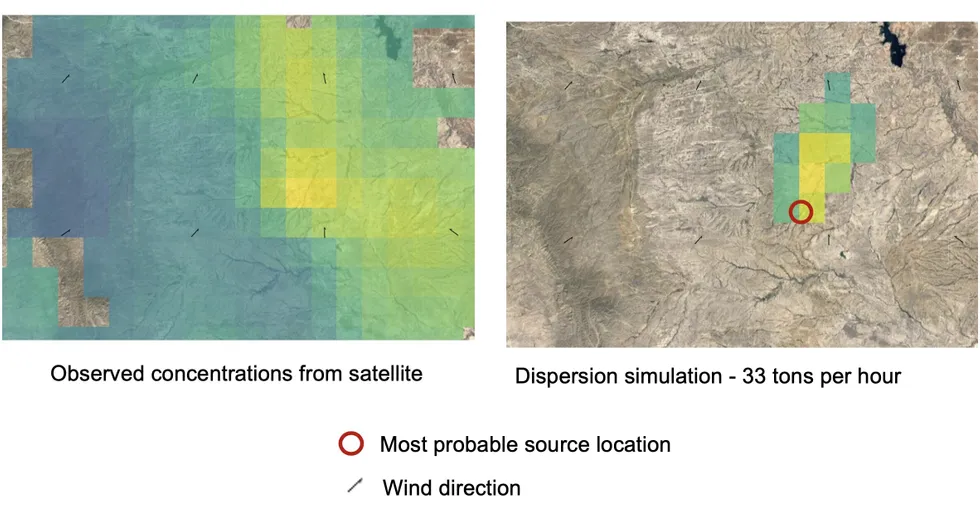 Observed concentrations from satellite
Dispersion simulation - 33 tons per hour
Most probable source location
Wind direction